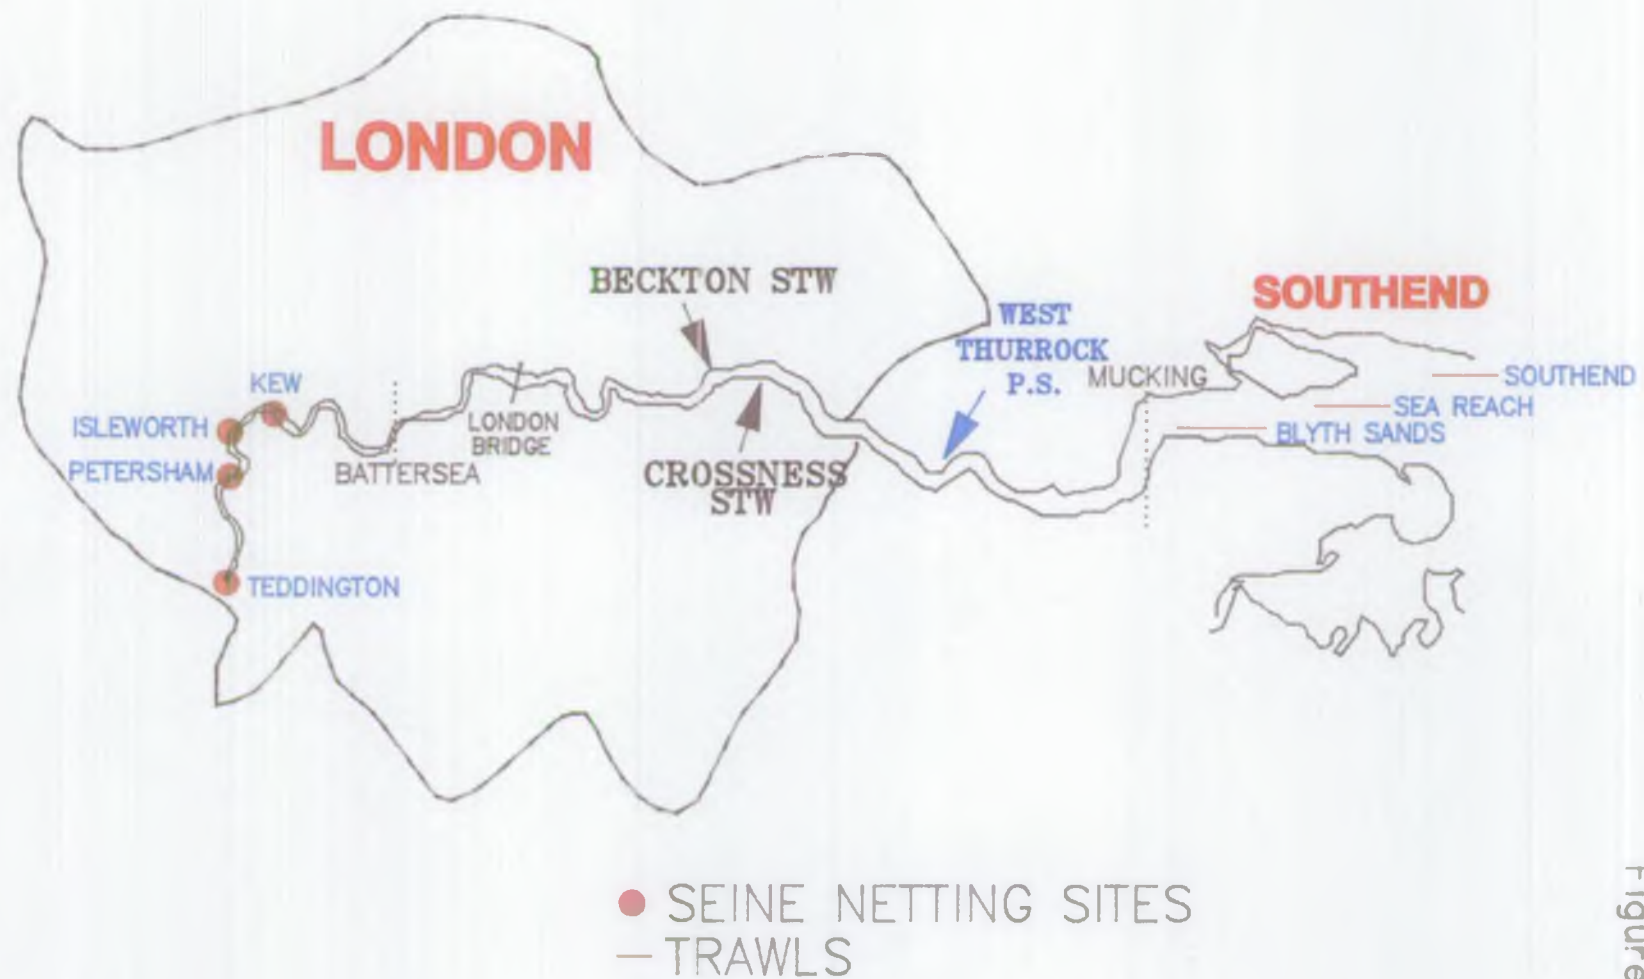 LONDON
BECKTON STW
SOUTHEND
WEST
THURROCK
P.S.
MUCKING
KEW
ISLEWORTH
PETERSHAM
TEDDINGTON
BATTERSEA
LONDON
BRIDGE
CROSSNESS
STW
SOUTHEND
SEA REACH
BLYTH SANDS
SEINE NETTING SITES
TRAWLS
Figure